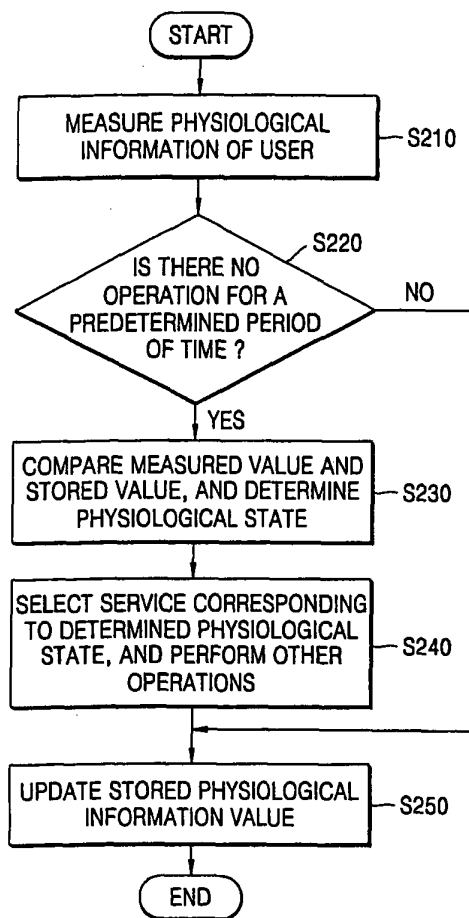 START
MEASURE PHYSIOLOGICAL
INFORMATION OF USER
S210
S220
IS THERE NO
OPERATION FOR A
PREDETERMINED PERIOD
OF TIME ?
NO
YES
COMPARE MEASURED VALUE AND
STORED VALUE, AND DETERMINE
PHYSIOLOGICAL STATE
S230
SELECT SERVICE CORRESPONDING
TO DETERMINED PHYSIOLOGICAL
STATE, AND PERFORM OTHER
OPERATIONS
S240
UPDATE STORED PHYSIOLOGICAL
INFORMATION VALUE
S250
END